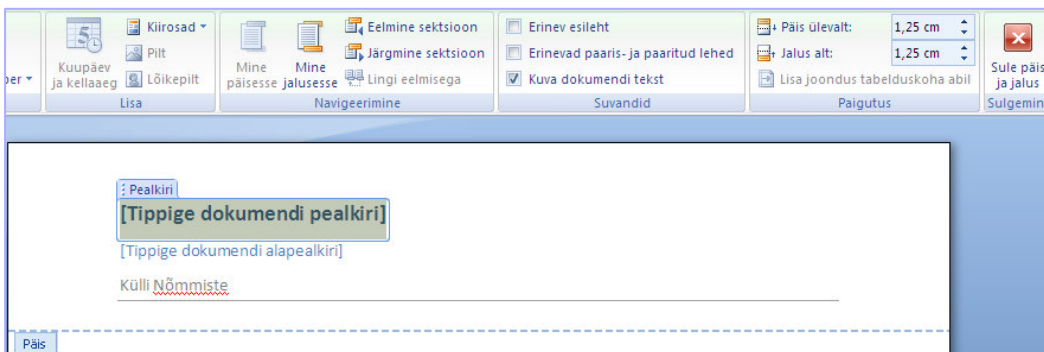 Kiirosad
Pilt
Lõikepilt
Kuupäev
ja kellaaeg
5
Lisa
Mine
päisesse
Mine
jalusesse
Eelmine sektsioon
Järgmine sektsioon
Lingi eelmisega
Navigeerimine
Erinev esileht
Erinevad paaris- ja paaritud lehed
Kuva dokumendi tekst
Suvandid
Päis ülevalt: 1,25 cm
Jalus alt: 1,25 cm
Lisa joondus tabelduskoha abil
Paigutus
Sule päis
ja jalus
Pealkiri
[Tippige dokumendi pealkiri]
[Tippige dokumendi alapealkiri]
Külli Nõmmiste
Päis